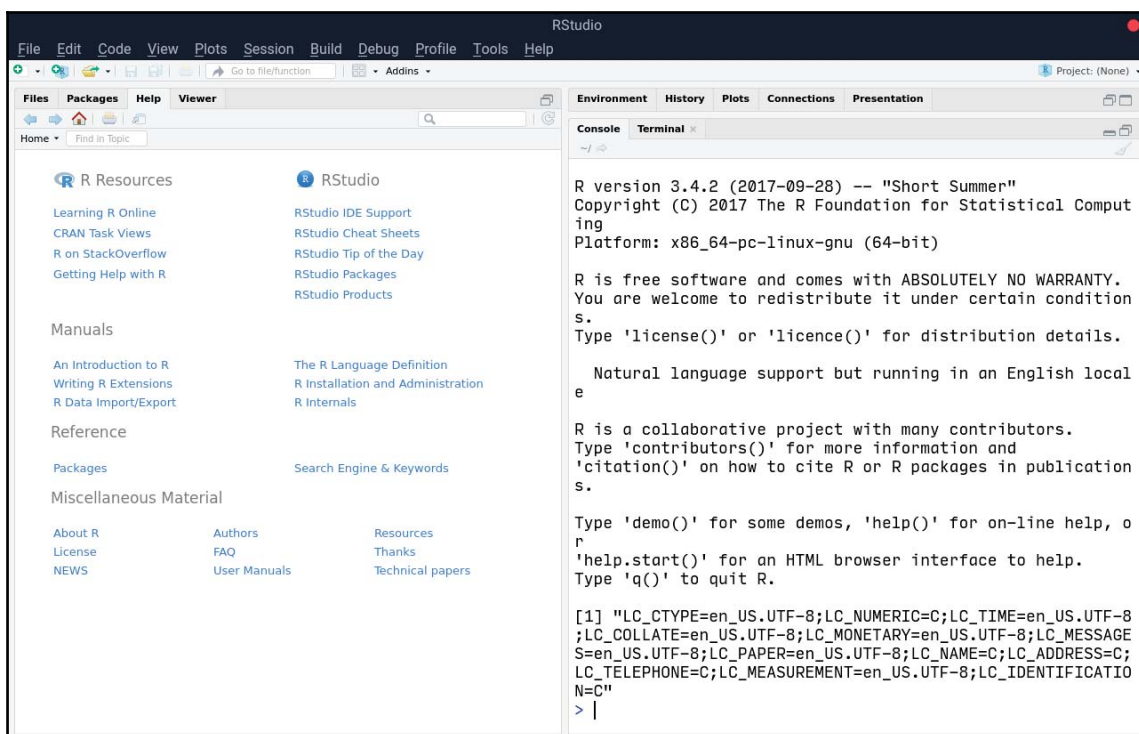 RStudio
File Edit Code View Plots Session Build Debug Profile Tools Help
Go to file/function Addins Project: (None)
Files Packages Help Viewer
Home Find in Topic
R Resources RStudio
Learning R Online RStudio IDE Support
CRAN Task Views RStudio Cheat Sheets
R on StackOverflow RStudio Tip of the Day
Getting Help with R RStudio Packages
RStudio Products
Manuals
An Introduction to R The R Language Definition
Writing R Extensions R Installation and Administration
R Data Import/Export R Internals
Reference
Packages Search Engine & Keywords
Miscellaneous Material
About R Authors Resources
License FAQ Thanks
NEWS User Manuals Technical papers
Environment History Plots Connections Presentation
Console Terminal
~/
R version 3.4.2 (2017-09-28) -- "Short Summer"
Copyright (C) 2017 The R Foundation for Statistical Comput
ing
Platform: x86_64-pc-linux-gnu (64-bit)
R is free software and comes with ABSOLUTELY NO WARRANTY.
You are welcome to redistribute it under certain condition
s.
Type 'license()' or 'licence()' for distribution details.
Natural language support but running in an English local
e
R is a collaborative project with many contributors.
Type 'contributors()' for more information and
'citation()' on how to cite R or R packages in publication
s.
Type 'demo()' for some demos, 'help()' for on-line help, o
r
'help.start()' for an HTML browser interface to help.
Type 'q()' to quit R.
[1] "LC_CTYPE=en_US.UTF-8;LC_NUMERIC=C;LC_TIME=en_US.UTF-8
;LC_COLLATE=en_US.UTF-8;LC_MONETARY=en_US.UTF-8;LC_MESSAGE
S=en_US.UTF-8;LC_PAPER=en_US.UTF-8;LC_NAME=C;LC_ADDRESS=C;
LC_TELEPHONE=C;LC_MEASUREMENT=en_US.UTF-8;LC_IDENTIFICATIO
N=C"
>